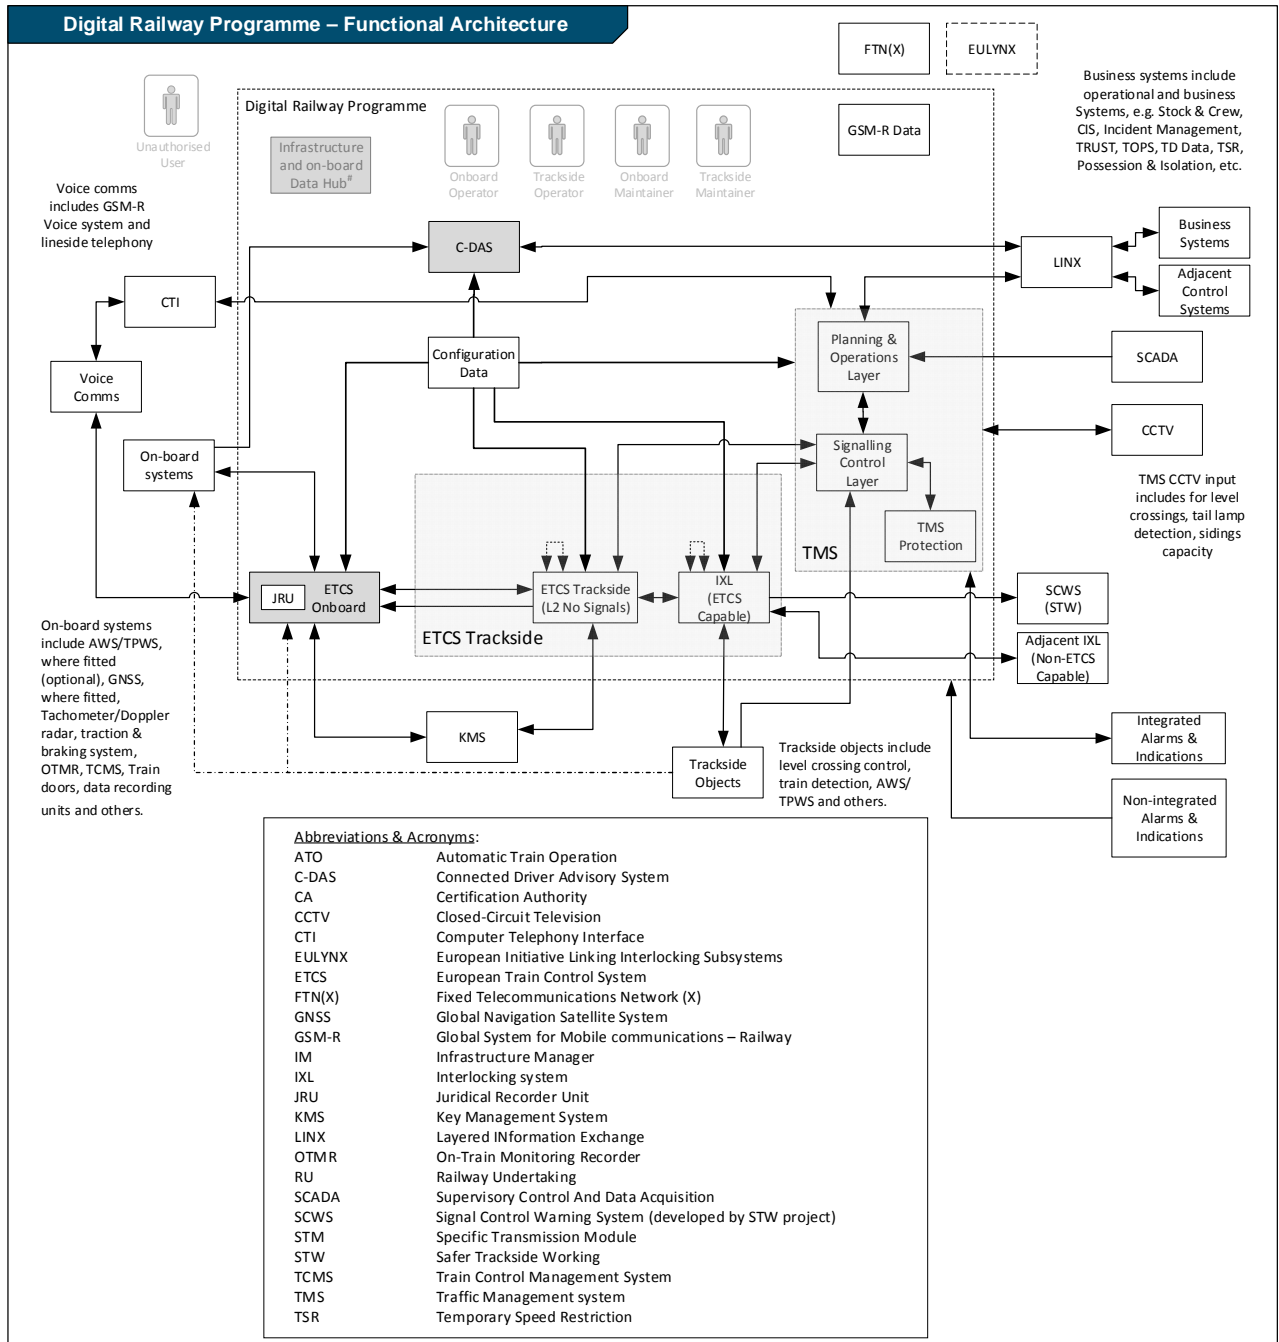 Digital Railway Programme – Functional Architecture
FTN(X)
EULYNX
Business systems include
operational and business
Systems, e.g. Stock & Crew,
CIS, Incident Management,
TRUST, TOPS, TD Data, TSR,
Possession & Isolation, etc.
Digital Railway Programme
GSM-R Data
Unauthorised
User
Infrastructure
and on-board
Data Hub#
Onboard
Operator
Trackside
Operator
Onboard
Maintainer
Trackside
Maintainer
Voice comms
includes GSM-R
Voice system and
lineside telephony
C-DAS
LINX
Business
Systems
Adjacent
Control
Systems
CTI
Configuration
Data
Planning &
Operations
Layer
SCADA
Voice
Comms
CCTV
On-board
systems
Signalling
Control
Layer
TMS CCTV input
includes for level
crossings, tail lamp
detection, sidings
capacity
TMS
Protection
TMS
JRU
ETCS
Onboard
ETCS Trackside
(L2 No Signals)
IXL
(ETCS
Capable)
SCWS
(STW)
ETCS Trackside
Adjacent IXL
(Non-ETCS
Capable)
On-board systems
include AWS/TPWS,
where fitted
(optional), GNSS,
where fitted,
Tachometer/Doppler
radar, traction &
braking system,
OTMR, TCMS, Train
doors, data recording
units and others.
KMS
Trackside
Objects
Trackside objects include
level crossing control,
train detection, AWS/
TPWS and others.
Integrated
Alarms &
Indications
Non-integrated
Alarms &
Indications
Abbreviations & Acronyms:
ATO Automatic Train Operation
C-DAS Connected Driver Advisory System
CA Certification Authority
CCTV Closed-Circuit Television
CTI Computer Telephony Interface
EULYNX European Initiative Linking Interlocking Subsystems
ETCS European Train Control System
FTN(X) Fixed Telecommunications Network (X)
GNSS Global Navigation Satellite System
GSM-R Global System for Mobile communications – Railway
IM Infrastructure Manager
IXL Interlocking system
JRU Juridical Recorder Unit
KMS Key Management System
LINX Layered INformation Exchange
OTMR On-Train Monitoring Recorder
RU Railway Undertaking
SCADA Supervisory Control And Data Acquisition
SCWS Signal Control Warning System (developed by STW project)
STM Specific Transmission Module
STW Safer Trackside Working
TCMS Train Control Management System
TMS Traffic Management system
TSR Temporary Speed Restriction